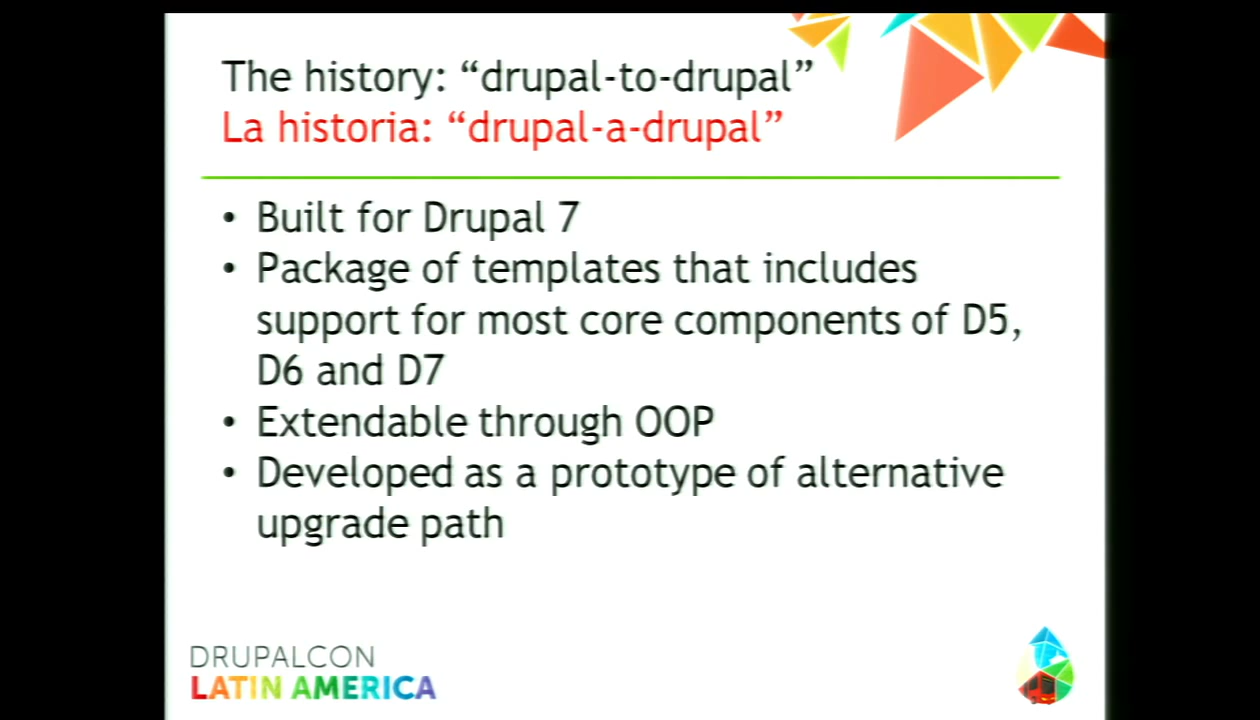 The history: “drupal-to-drupal”
La historia: “drupal-a-drupal”
• Built for Drupal 7
• Package of templates that includes
support for most core components of D5,
D6 and D7
• Extendable through OOP
• Developed as a prototype of alternative
upgrade path
DRUPALCON
LATIN AMERICA